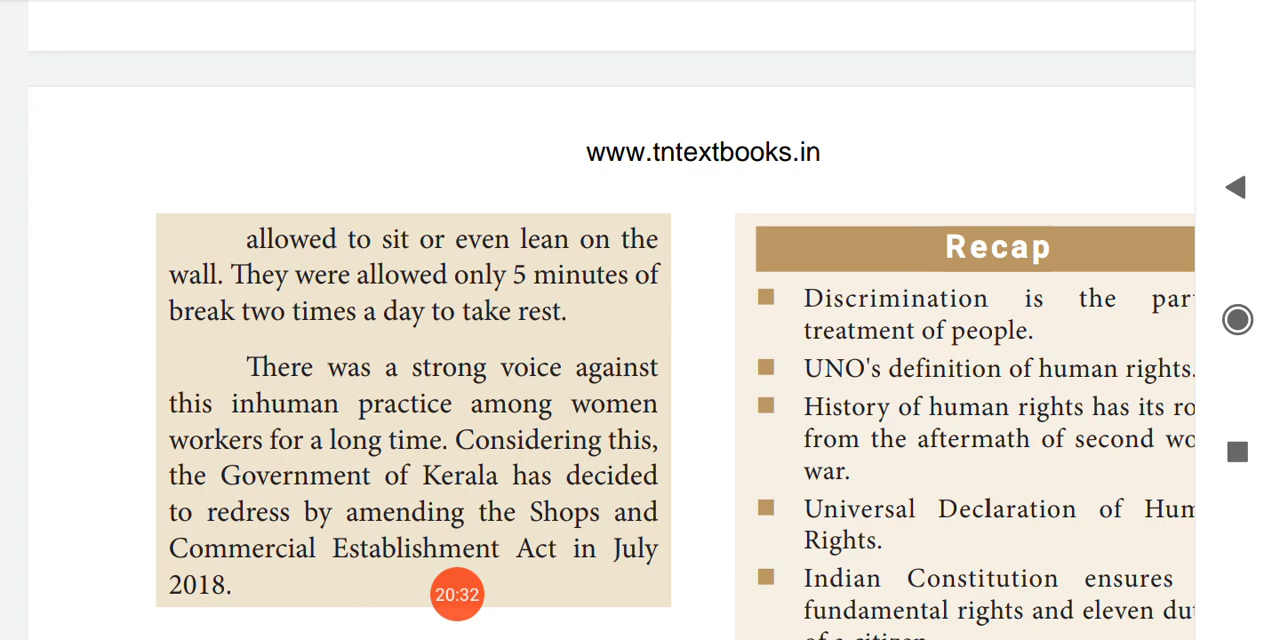 www.tntextbooks.in
allowed to sit or even lean on the
wall. They were allowed only 5 minutes of
break two times a day to take rest.
There was a strong voice against
this inhuman practice among women
workers for a long time. Considering this,
the Government of Kerala has decided
to redress by amending the Shops and
Commercial Establishment Act in July
2018.
20:32
Recap
Discrimination is the
treatment of people.
UNO's definition of human rights.
History of human rights has its
from the aftermath of second
war.
Universal Declaration of
Rights.
Indian Constitution ensures
fundamental rights and eleven